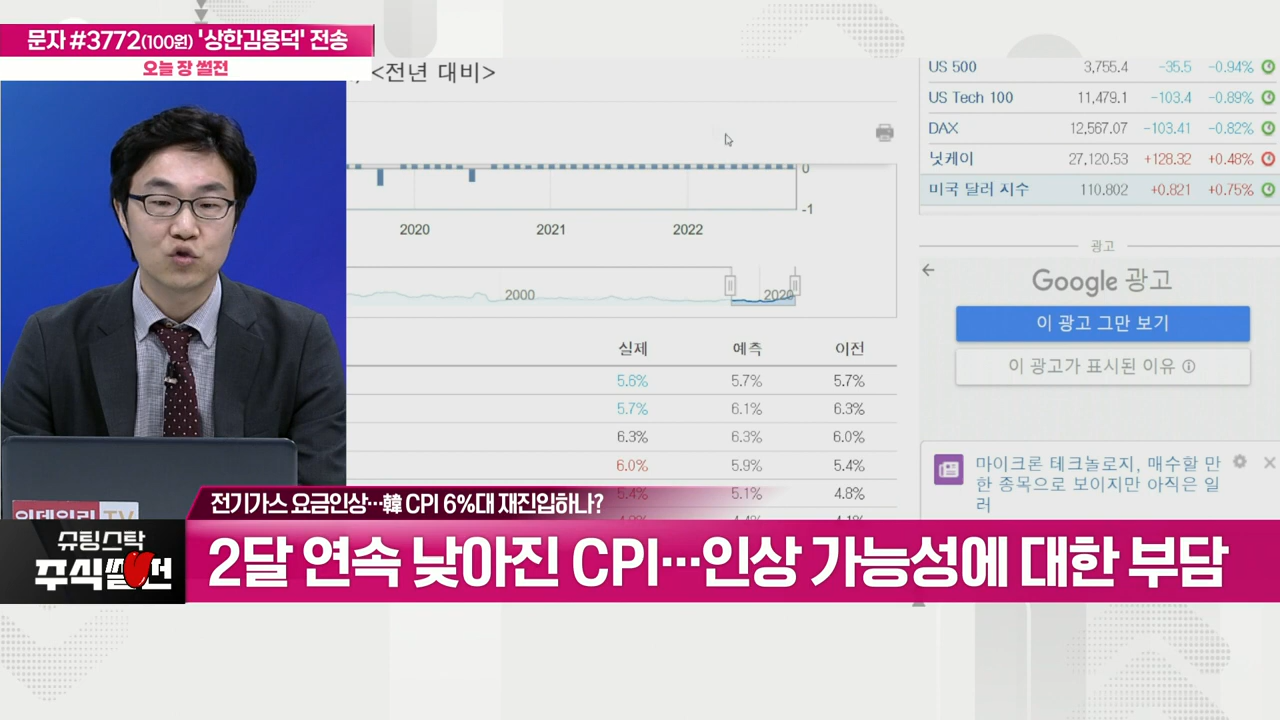 문자 #3772(100원) '상한김용덕' 전송
오늘 장 썰전
<전년 대비>
0
-1
2020 2021 2022
2000 2020
실제 예측 이전
5.6% 5.7% 5.7%
5.7% 6.1% 6.3%
6.3% 6.3% 6.0%
6.0% 5.9% 5.4%
5.4% 5.1% 4.8%
US 500 3,755.4 -35.5 -0.94%
US Tech 100 11,479.1 -103.4 -0.89%
DAX 12,567.07 -103.41 -0.82%
닛케이 27,120.53 +128.32 +0.48%
미국 달러 지수 110.802 +0.821 +0.75%
광고
Google 광고
이 광고 그만 보기
이 광고가 표시된 이유
마이크론 테크놀로지, 매수할 만
한 종목으로 보이지만 아직은 일
러
이데일리 TV
전기가스 요금인상…韓 CPI 6%대 재진입하나?
슈팅스탁
주식썰전
2달 연속 낮아진 CPI…인상 가능성에 대한 부담